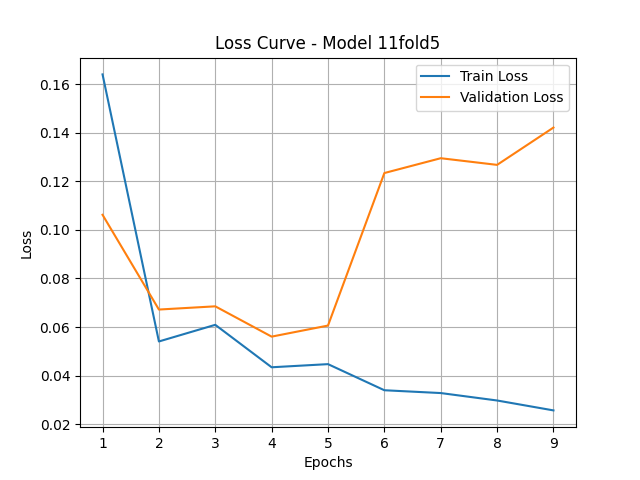 Loss Curve - Model 11fold5
Train Loss
Validation Loss
0.16
0.14
0.12
0.10
0.08
0.06
0.04
0.02
Loss
1 2 3 4 5 6 7 8 9
Epochs